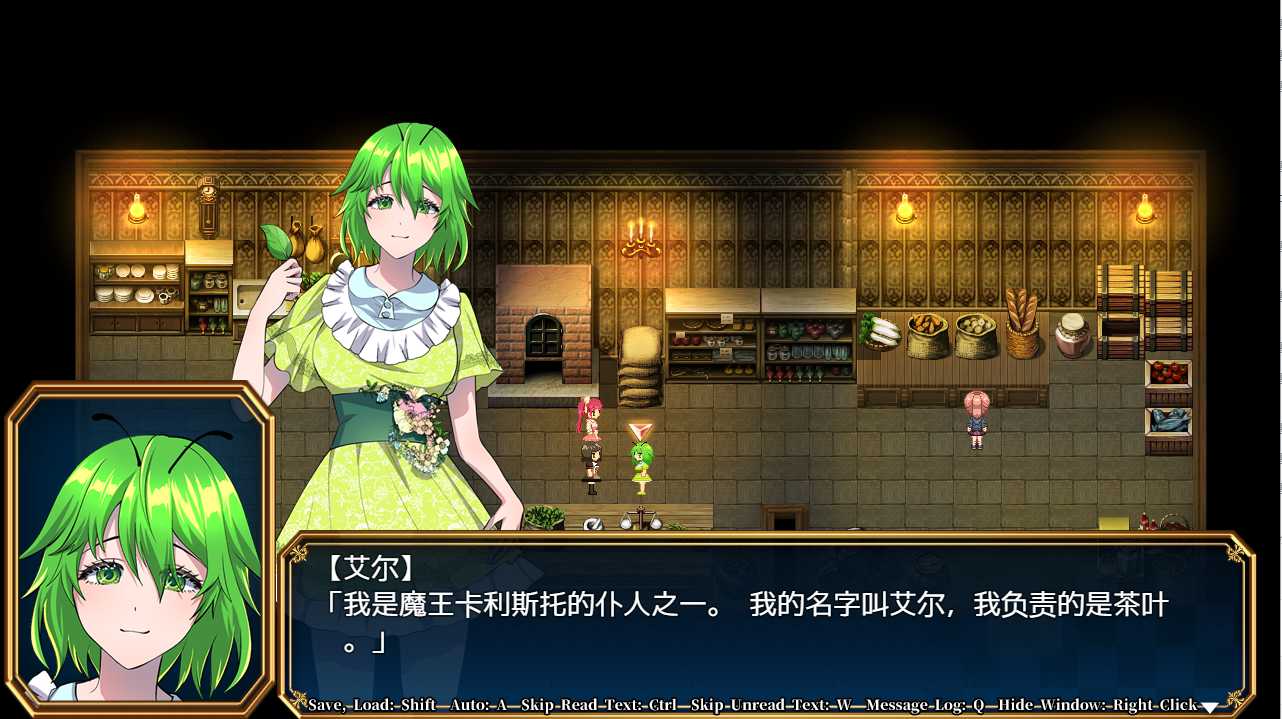 【艾尔】
「我是魔王卡利斯托的仆人之一。 我的名字叫艾尔，我负责的是茶叶
。」
Save, Load: Shift Auto: A Skip Read Text: Ctrl Skip Unread Text: W Message Log: Q Hide Window: Right Click